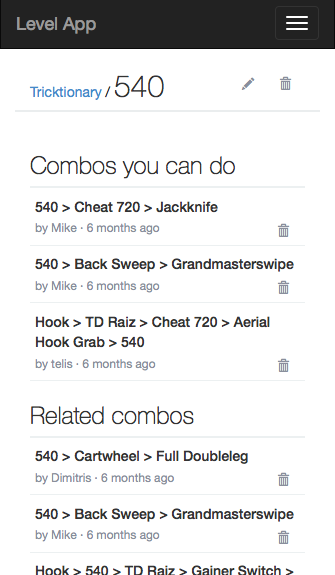 Level App
Tricktionary / 540
Combos you can do
540 > Cheat 720 > Jackknife
by Mike · 6 months ago
540 > Back Sweep > Grandmasterswipe
by Mike · 6 months ago
Hook > TD Raiz > Cheat 720 > Aerial
Hook Grab > 540
by telis · 6 months ago
Related combos
540 > Cartwheel > Full Doubleleg
by Dimitris · 6 months ago
540 > Back Sweep > Grandmasterswipe
by Mike · 6 months ago
Hook > 540 > TD Raiz > Gainer Switch >